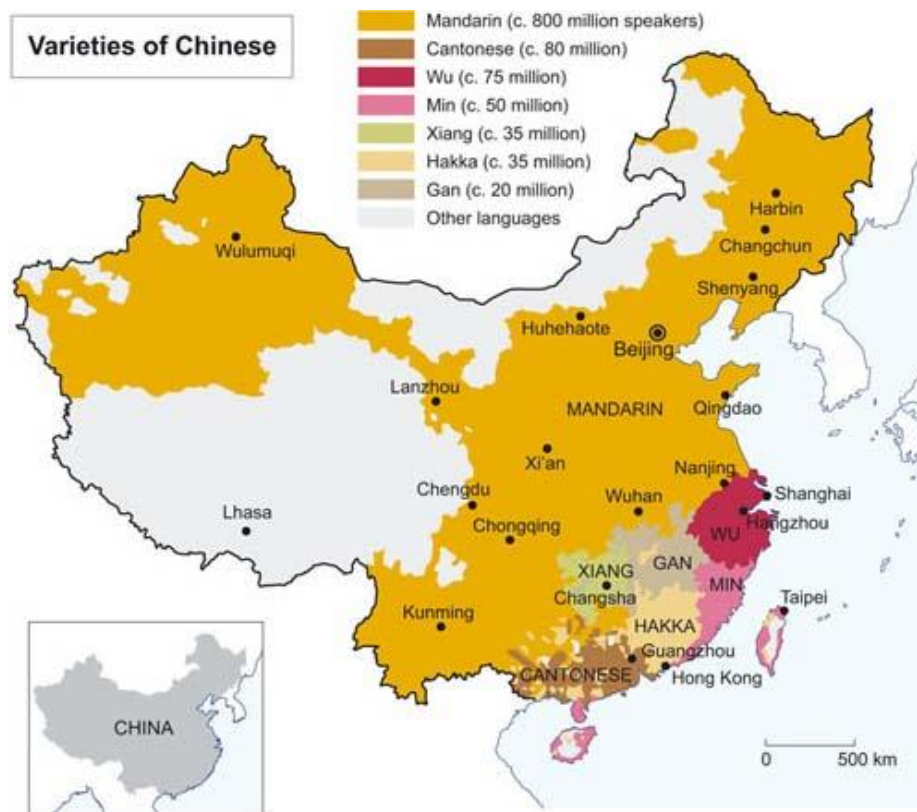 Varieties of Chinese
Mandarin (c. 800 million speakers)
Cantonese (c. 80 million)
Wu (c. 75 million)
Min (c. 50 million)
Xiang (c. 35 million)
Hakka (c. 35 million)
Gan (c. 20 million)
Other languages
Harbin
Wulumuqi
Changchun
Shenyang
Huhehaote
Beijing
Lanzhou
MANDARIN
Qingdao
Xi'an
Nanjing
Chengdu
Shanghai
Wuhan
Lhasa
Chongqing
Hangzhou
WU
GAN
XIANG
MIN
Changsha
Taipei
Kunming
HAKKA
Guangzhou
CANTONESE
Hong Kong
CHINA
0 500 km